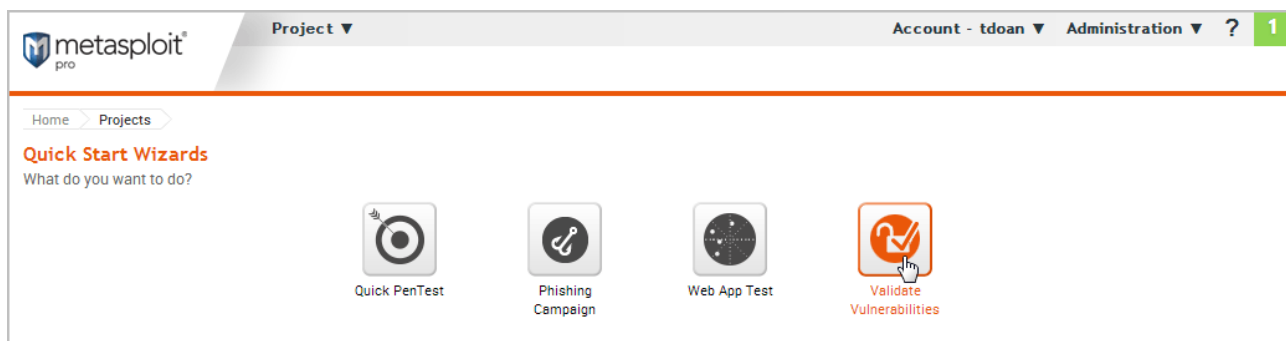 metasploit®
pro
Project ▼
Account - tdoan ▼ Administration ▼ ? 1
Home Projects
Quick Start Wizards
What do you want to do?
Quick PenTest
Phishing
Campaign
Web App Test
Validate
Vulnerabilities